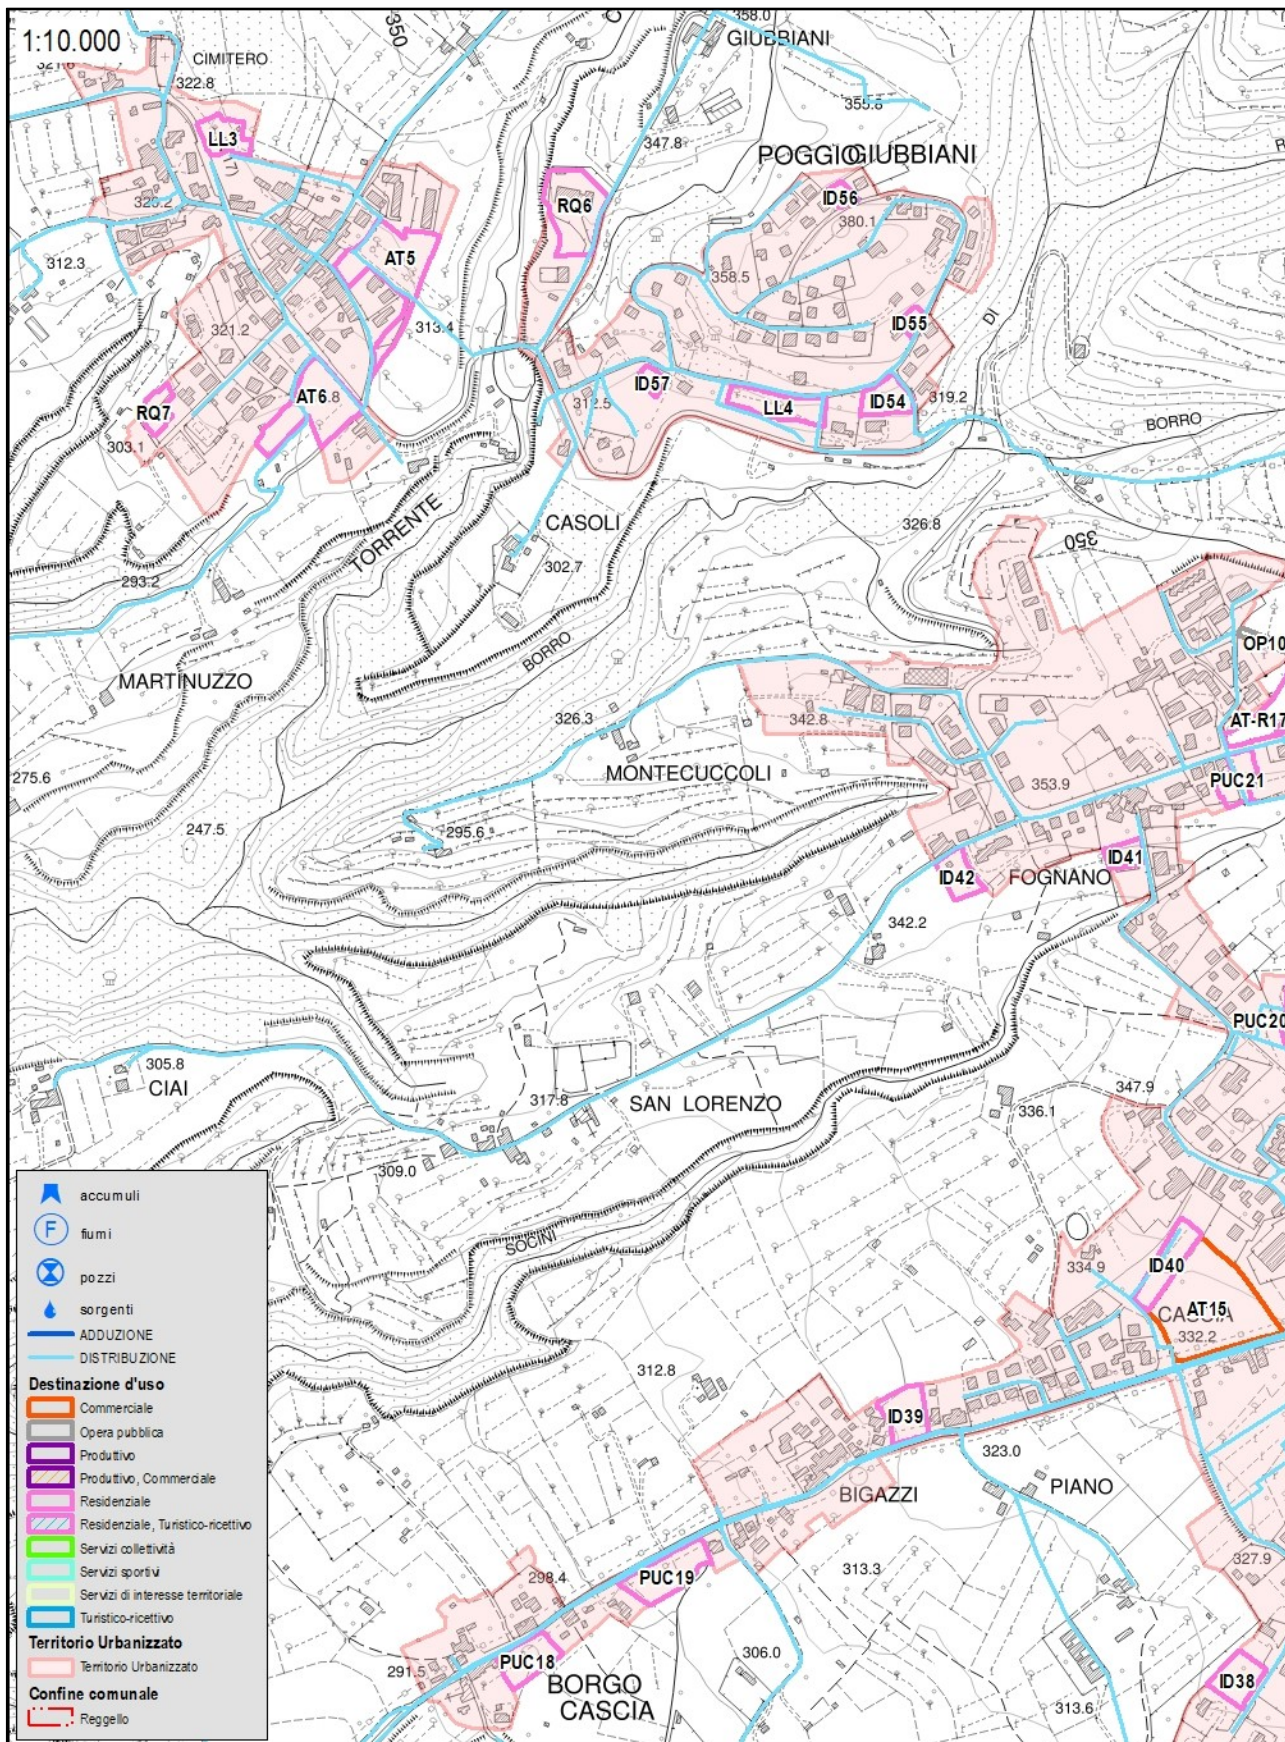 1:10.000
350
358.0
GIUBBIANI
CIMITERO
322.8
355.8
LL3
347.8
POGGIO GIUBBIANI
RQ6
ID56
380.1
AT5
312.3
358.5
321.2
313.4
ID55
DI
ID57
AT6
RQ7
312.5
LL4
ID54
319.2
303.1
BORRO
TORRENTE
CASOLI
326.8
350
302.7
293.2
BORRO
OP10
MARTINUZZO
326.3
342.8
AT-R17
275.6
MONTECUCCOLI
353.9
PUC21
247.5
295.6
ID41
ID42
FOGNANO
342.2
PUC20
305.8
CIAI
317.8
SAN LORENZO
347.9
336.1
309.0
SOCINI
334.9
ID40
AT15
CASCIA
332.2
312.8
ID39
323.0
BIGAZZI
PIANO
327.9
298.4
PUC19
313.3
306.0
PUC18
291.5
BORGO
CASCIA
313.6
ID38
accumuli
F
fiumi
pozzi
sorgenti
ADDUZIONE
DISTRIBUZIONE
Destinazione d'uso
Commerciale
Opera pubblica
Produttivo
Produttivo, Commerciale
Residenziale
Residenziale, Turistico-ricettivo
Servizi collettività
Servizi sportivi
Servizi di interesse territoriale
Turistico-ricettivo
Territorio Urbanizzato
Territorio Urbanizzato
Confine comunale
Reggello